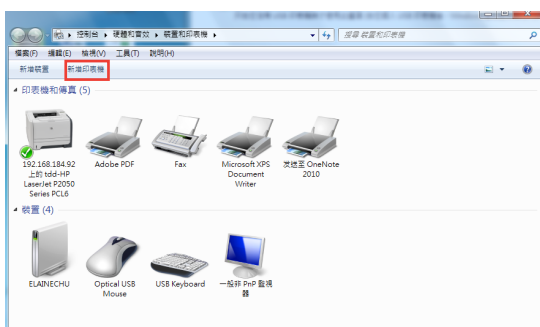 控制台 ▸ 硬體和音效 ▸ 裝置和印表機 ▸
搜尋 裝置和印表機
檔案(F) 編輯(E) 檢視(V) 工具(T) 說明(H)
新增裝置 新增印表機
印表機和傳真 (5)
192.168.184.92
上的 tdd-HP
LaserJet P2050
Series PCL6
Adobe PDF
Fax
Microsoft XPS
Document
Writer
发送至 OneNote
2010
裝置 (4)
ELAINECHU
Optical USB
Mouse
USB Keyboard
一般非 PnP 監視
器